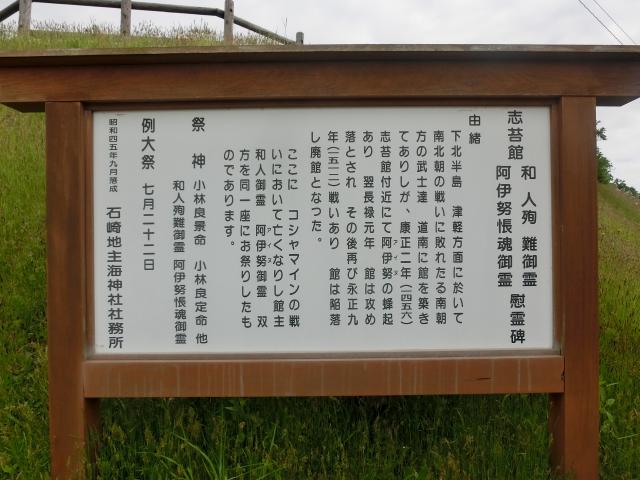 志苔館 和人殉難御霊 慰霊碑
阿伊努悵魂御霊
由緒
下北半島 津軽方面に於いて
南北朝の戦いに敗れたる南朝
方の武士達 道南に館を築き
てありしが、康正二年(一四五六)
志苔館付近にて阿伊努の蜂起
アイヌ
あり 翌長禄元年 館は攻め
落とされ その後再び永正九
年(一五一二)戦いあり 館は陥落
し廃館となった。
ここに コシャマインの戦
いにおいて亡くなりし館主
和人御霊 阿伊努御霊 双
アイヌ
方を同一座にお祭りしたも
のであります。
祭神 小林良景命 小林良定命 他
和人殉難御霊 阿伊努悵魂御霊
例大祭 七月二十二日
昭和四五年九月落成 石崎地主海神社社務所